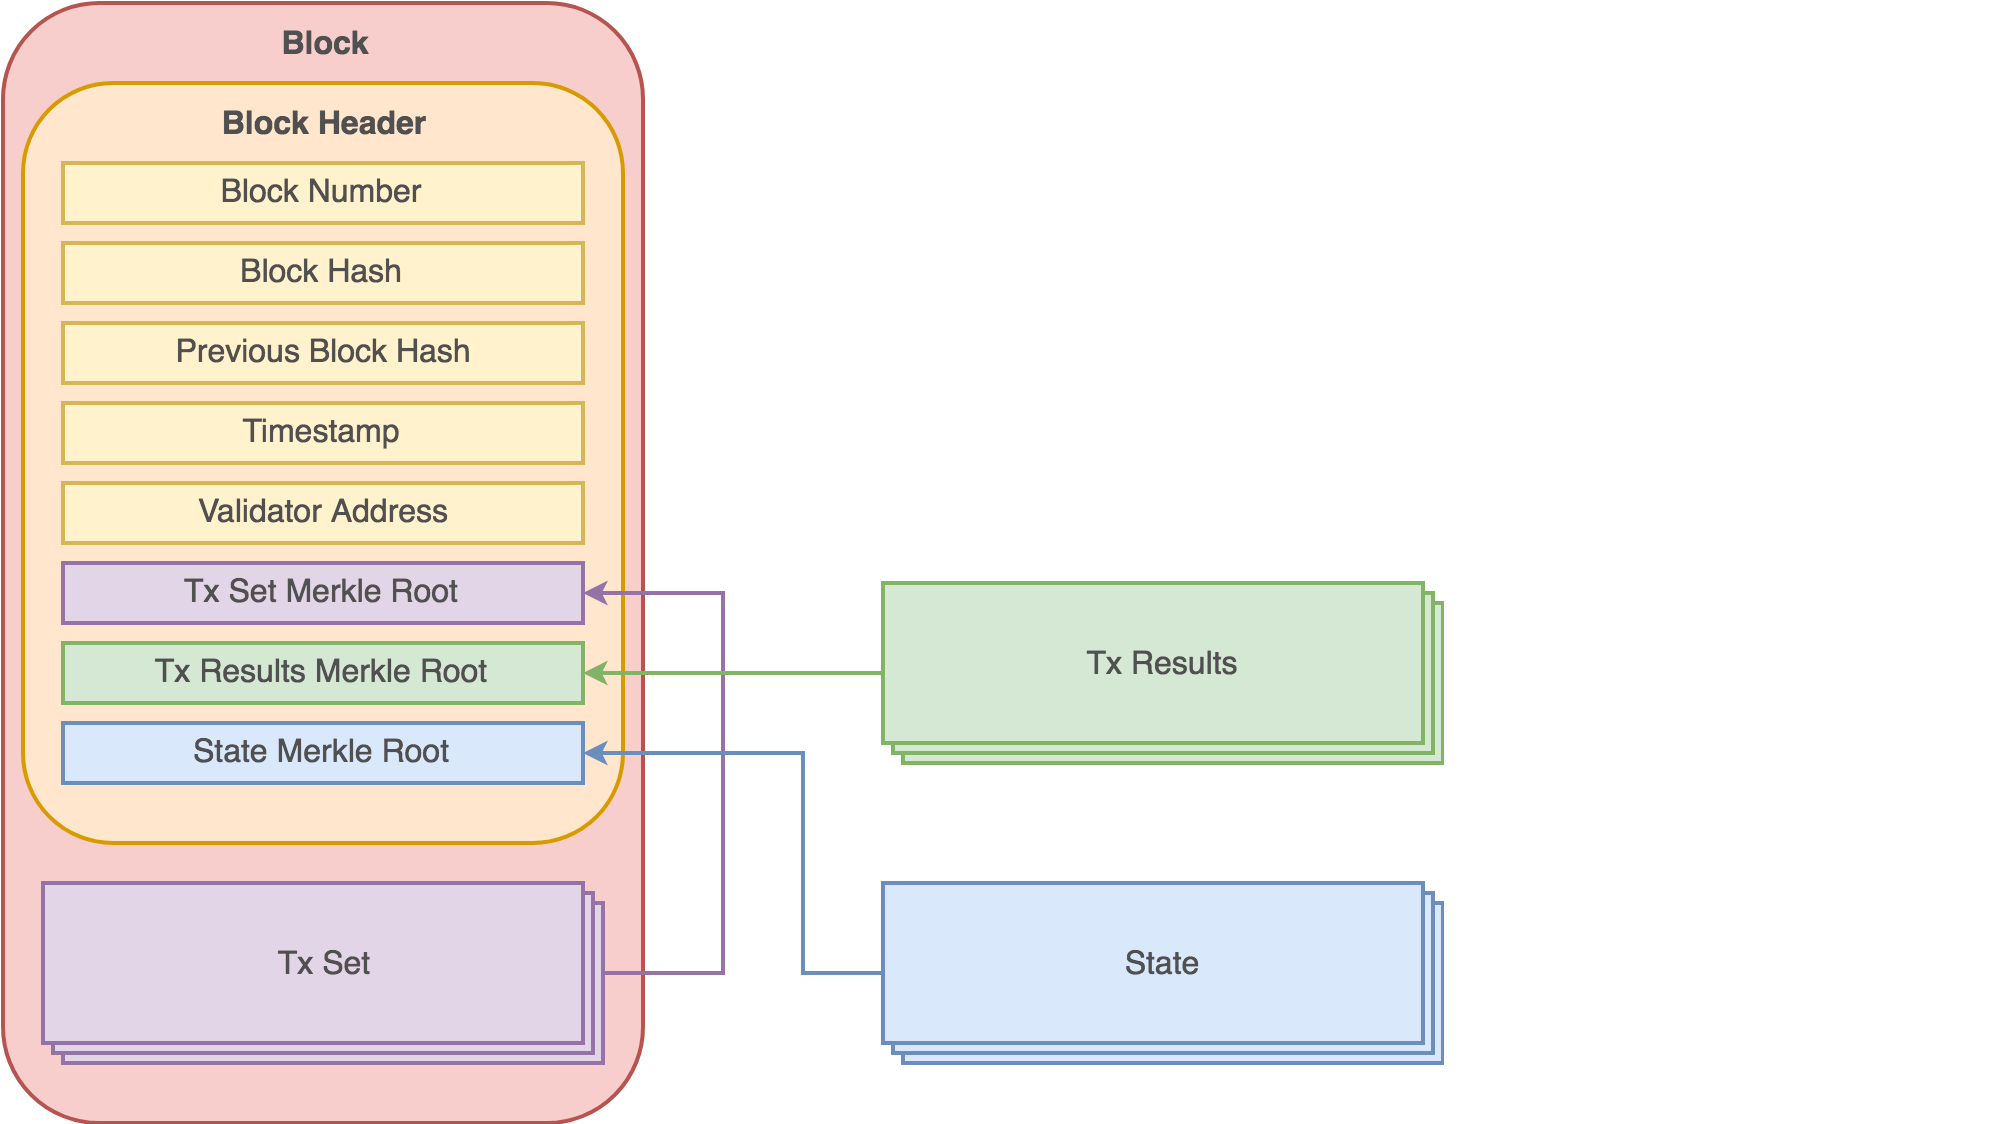 Block
Block Header
Block Number
Block Hash
Previous Block Hash
Timestamp
Validator Address
Tx Set Merkle Root
Tx Results Merkle Root
State Merkle Root
Tx Set
Tx Results
State